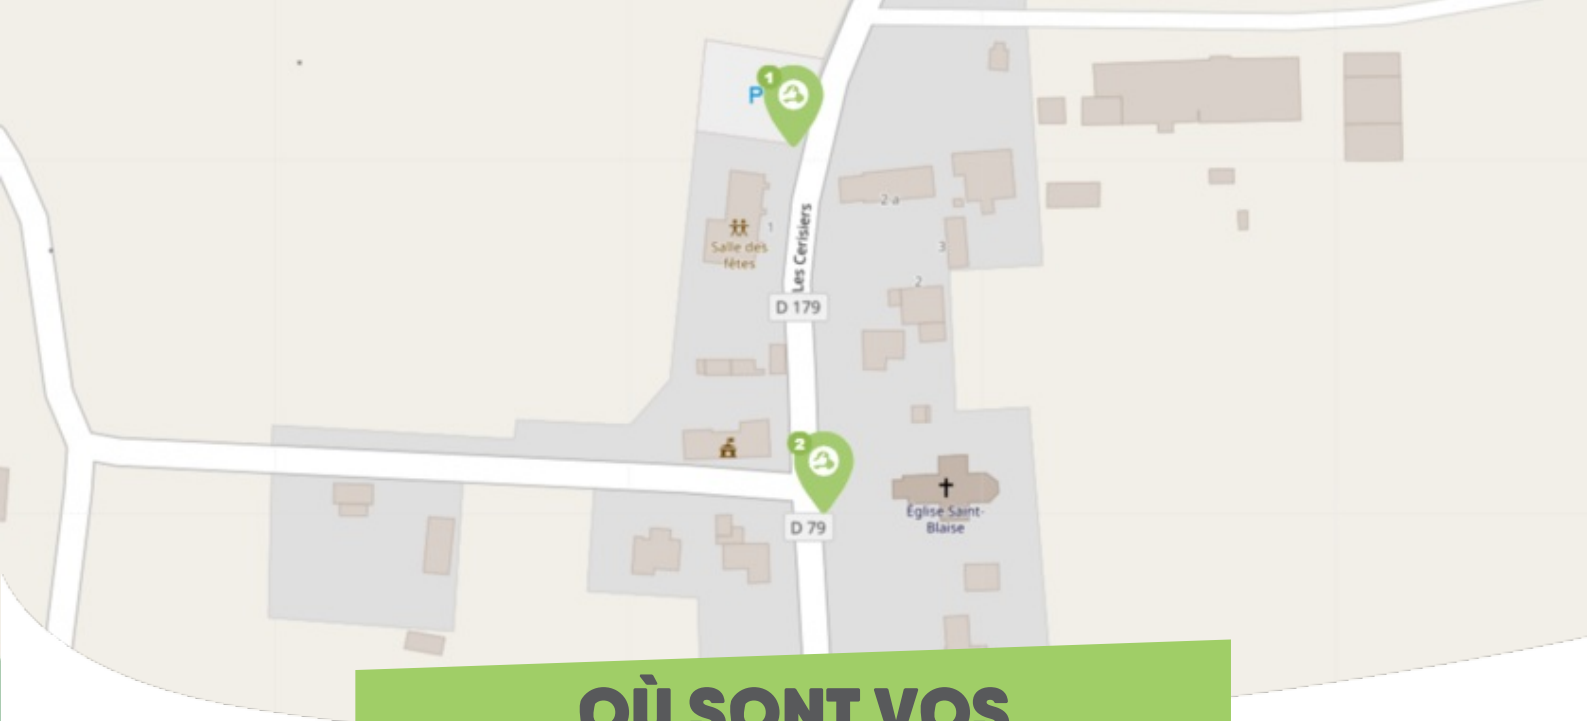 1
P
2 a
1
Salle des
fêtes
Les Cerisiers
3
2
D 179
2
Église Saint-
Blaise
D 79
OÙ SONT VOS